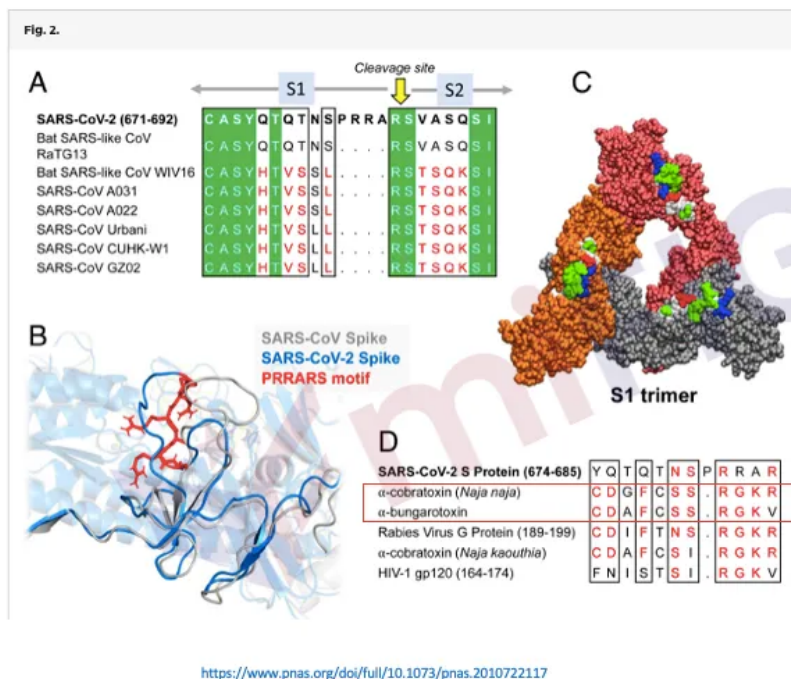 Fig. 2.
A
Cleavage site
C
S1
S2
SARS-CoV-2 (671-692) C A S Y Q T Q T N S P R R A R S V A S Q S I
Bat SARS-like CoV
RaTG13 C A S Y Q T Q T N S . . . . R S V A S Q S I
Bat SARS-like CoV WIV16 C A S Y H T V S S L . . . . R S T S Q K S I
SARS-CoV A031 C A S Y H T V S S L . . . . R S T S Q K S I
SARS-CoV A022 C A S Y H T V S S L . . . . R S T S Q K S I
SARS-CoV Urbani C A S Y H T V S L L . . . . R S T S Q K S I
SARS-CoV CUHK-W1 C A S Y H T V S L L . . . . R S T S Q K S I
SARS-CoV GZ02 C A S Y H T V S L L . . . . R S T S Q K S I
B
SARS-CoV Spike
SARS-CoV-2 Spike
PRRARS motif
S1 trimer
D
SARS-CoV-2 S Protein (674-685) Y Q T Q T N S P R R A R
α-cobratoxin (Naja naja) C D G F C S S . R G K R
α-bungarotoxin C D A F C S S . R G K V
Rabies Virus G Protein (189-199) C D I F T N S . R G K R
α-cobratoxin (Naja kaouthia) C D A F C S I . R G K R
HIV-1 gp120 (164-174) F N I S T S I . R G K V
https://www.pnas.org/doi/full/10.1073/pnas.2010722117